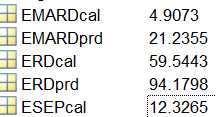 EMARDcal 4.9073
EMARDprd 21.2355
ERDcal 59.5443
ERDprd 94.1798
ESEPcal 12.3265